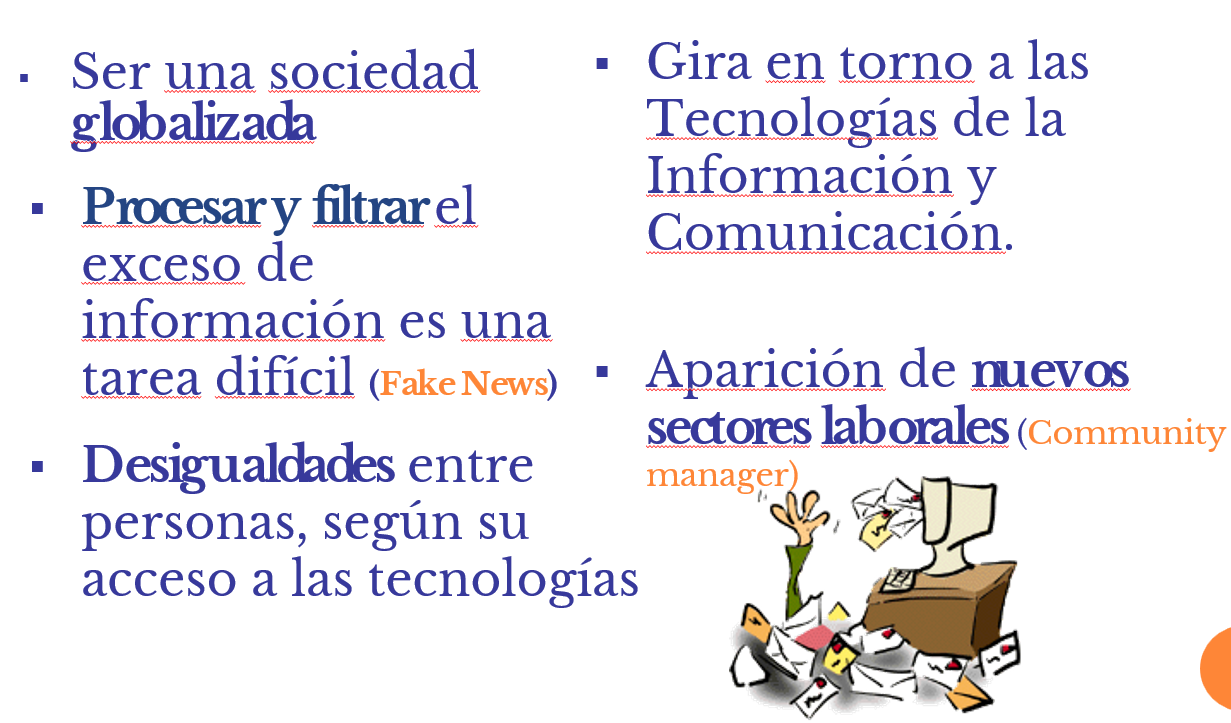 Ser una sociedad
globalizada
Procesar y filtrar el
exceso de
información es una
tarea difícil (Fake News)
Desigualdades entre
personas, según su
acceso a las tecnologías
Gira en torno a las
Tecnologías de la
Información y
Comunicación.
Aparición de nuevos
sectores laborales (Community
manager)